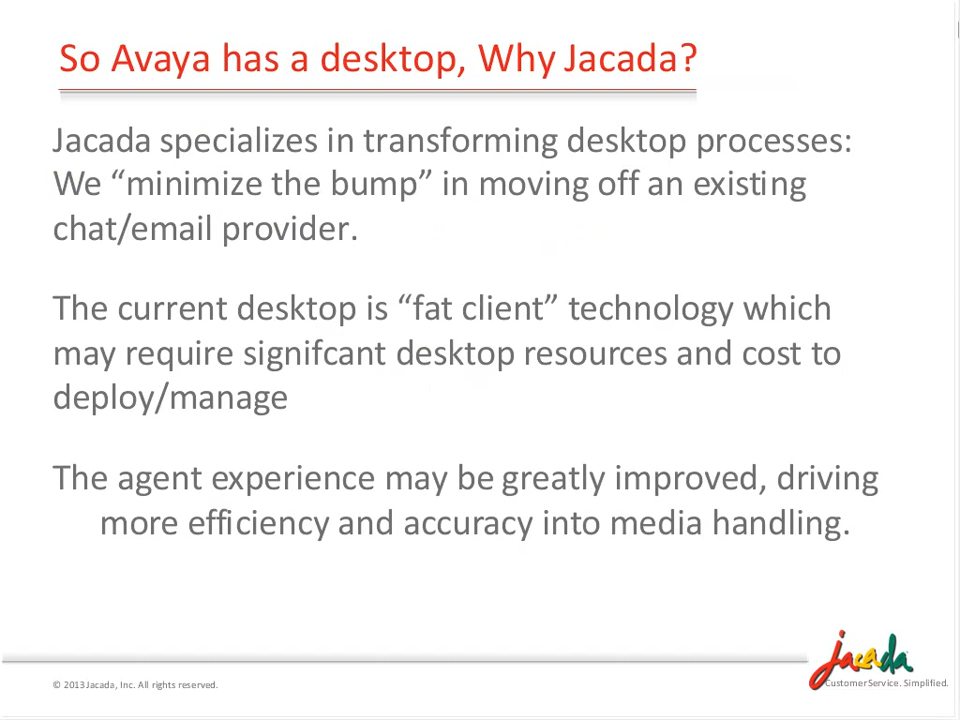 So Avaya has a desktop, Why Jacada?
Jacada specializes in transforming desktop processes:
We “minimize the bump” in moving off an existing
chat/email provider.
The current desktop is “fat client” technology which
may require signifcant desktop resources and cost to
deploy/manage
The agent experience may be greatly improved, driving
more efficiency and accuracy into media handling.
jacada
CustomerService. Simplified.
© 2013 Jacada, Inc. All rights reserved.